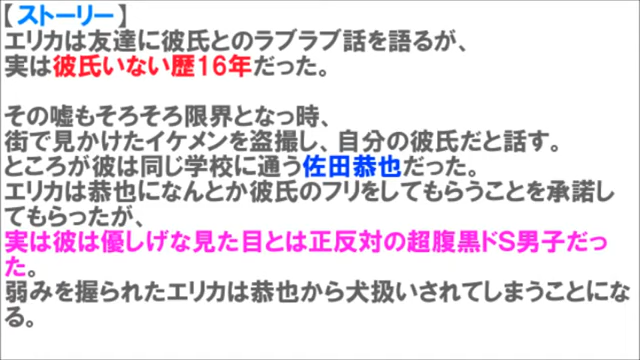 【ストーリー】
エリカは友達に彼氏とのラブラブ話を語るが、
実は彼氏いない歴16年だった。
その嘘もそろそろ限界となっ時、
街で見かけたイケメンを盗撮し、自分の彼氏だと話す。
ところが彼は同じ学校に通う佐田恭也だった。
エリカは恭也になんとか彼氏のフリをしてもらうことを承諾し
てもらったが、
実は彼は優しげな見た目とは正反対の超腹黒ドS男子だっ
た。
弱みを握られたエリカは恭也から犬扱いされてしまうことにな
る。